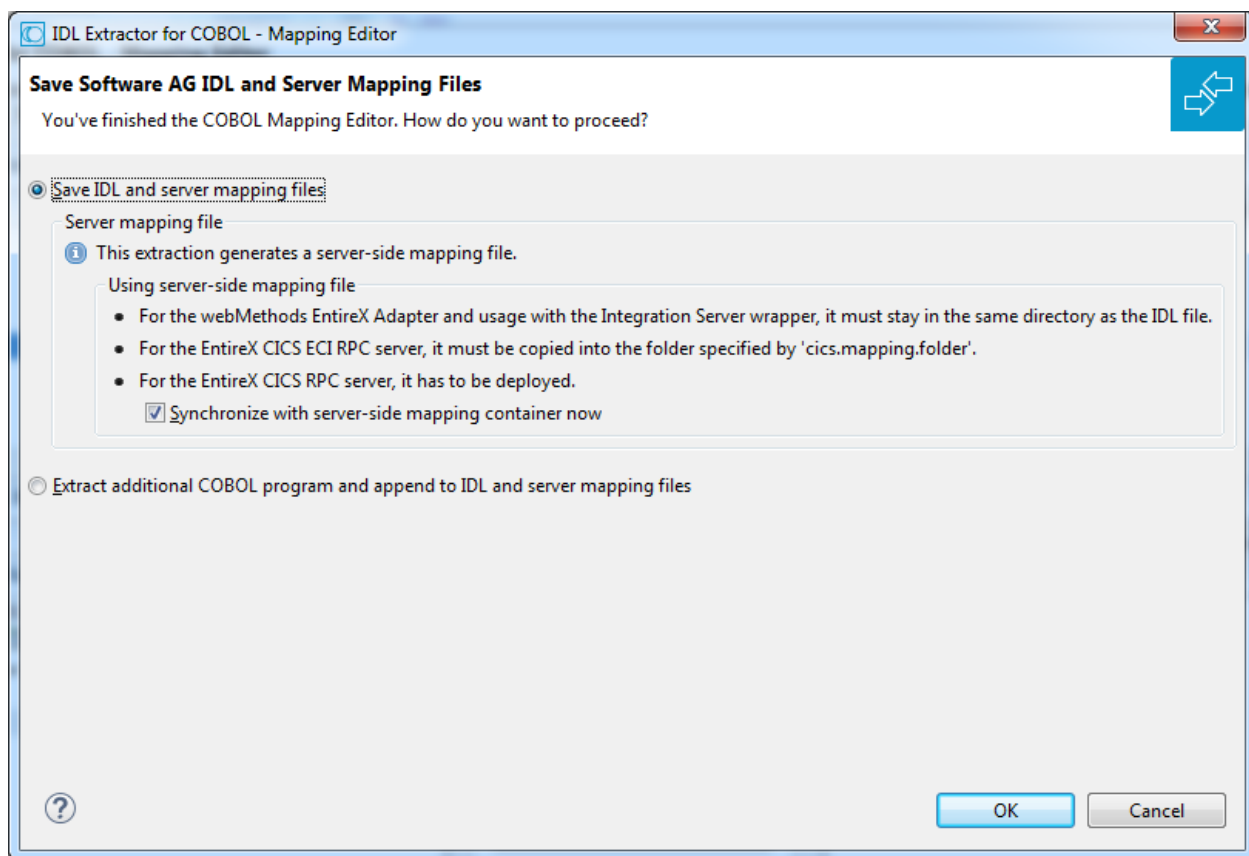 IDL Extractor for COBOL - Mapping Editor
Save Software AG IDL and Server Mapping Files
You've finished the COBOL Mapping Editor. How do you want to proceed?
Save IDL and server mapping files
Server mapping file
This extraction generates a server-side mapping file.
Using server-side mapping file
• For the webMethods EntireX Adapter and usage with the Integration Server wrapper, it must stay in the same directory as the IDL file.
• For the EntireX CICS ECI RPC server, it must be copied into the folder specified by 'cics.mapping.folder'.
• For the EntireX CICS RPC server, it has to be deployed.
Synchronize with server-side mapping container now
Extract additional COBOL program and append to IDL and server mapping files
OK Cancel